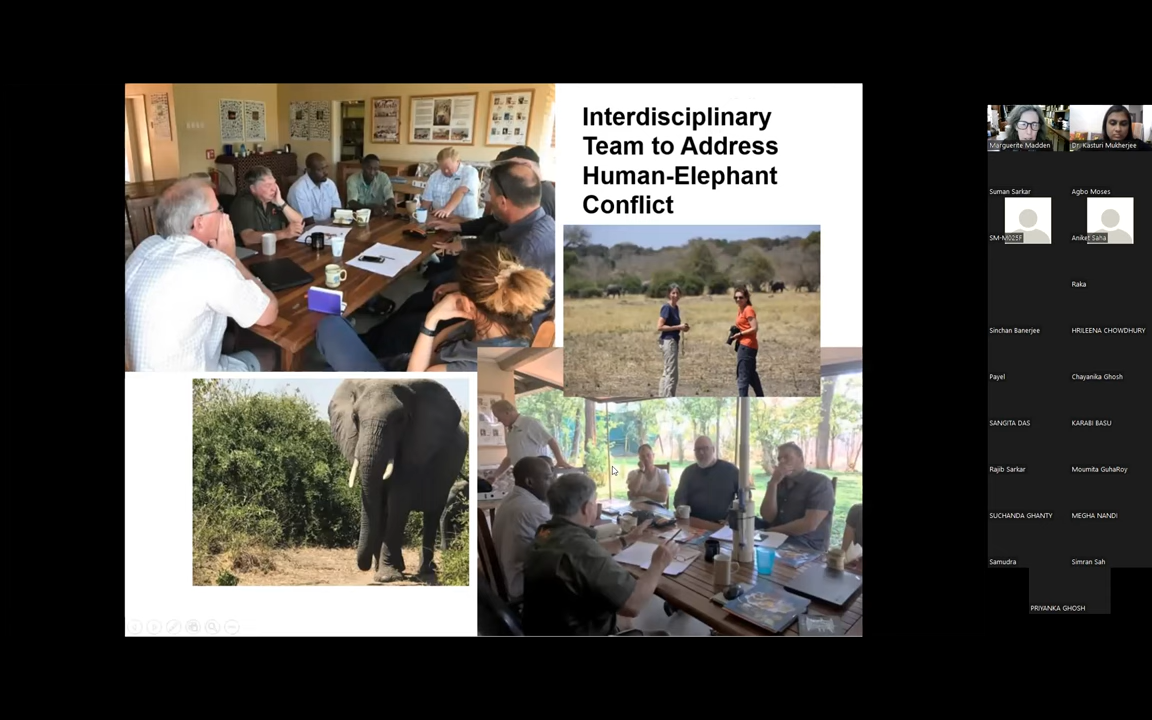 Interdisciplinary
Team to Address
Human-Elephant
Conflict
Marguerite Madden
Dr. Kasturi Mukherjee
Suman Sarkar
Agbo Moses
SM-M025F
Aniket Saha
Raka
Sinchan Banerjee
HRILEENA CHOWDHURY
Payel
Chayanika Ghosh
SANGITA DAS
KARABI BASU
Rajib Sarkar
Moumita GuhaRoy
SUCHANDA GHANTY
MEGHA NANDI
Samudra
Simran Sah
PRIYANKA GHOSH